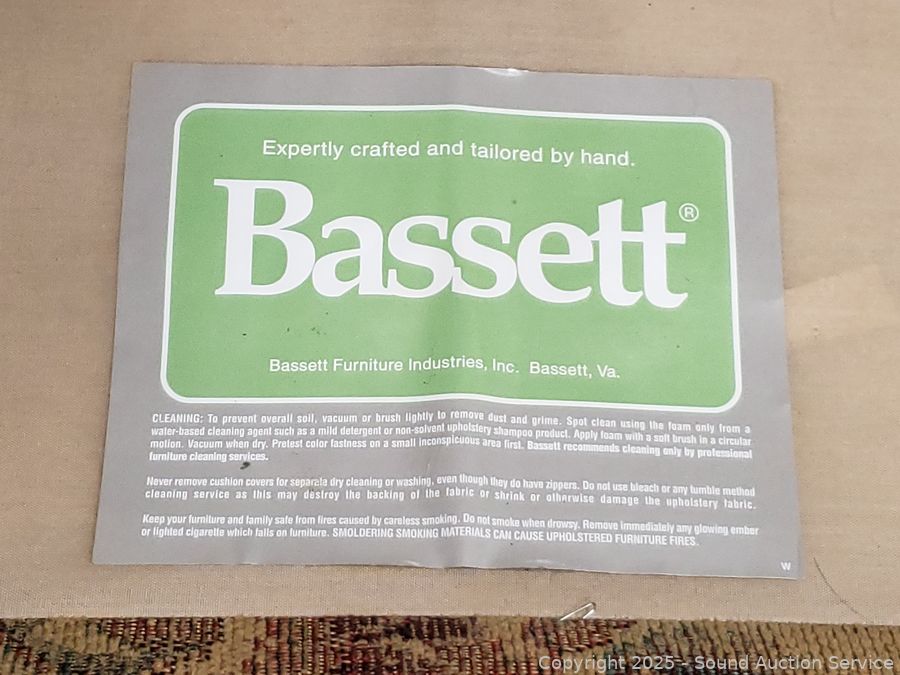 Expertly crafted and tailored by hand.
Bassett®
Bassett Furniture Industries, Inc. Bassett, Va.
CLEANING: To prevent overall soil, vacuum or brush lightly to remove dust and grime. Spot clean using the foam only from a
water-based cleaning agent such as a mild detergent or non-solvent upholstery shampoo product. Apply foam with a soft brush in a circular
motion. Vacuum when dry. Pretest color fastness on a small inconspicuous area first. Bassett recommends cleaning only by professional
furniture cleaning services.
Never remove cushion covers for separate dry cleaning or washing, even though they do have zippers. Do not use bleach or any tumble method
cleaning service as this may destroy the backing of the fabric or shrink or otherwise damage the upholstery fabric.
Keep your furniture and family safe from fires caused by careless smoking. Do not smoke when drowsy. Remove immediately any glowing ember
or lighted cigarette which falls on furniture. SMOLDERING SMOKING MATERIALS CAN CAUSE UPHOLSTERED FURNITURE FIRES.
W
Copyright 2025 - Sound Auction Service